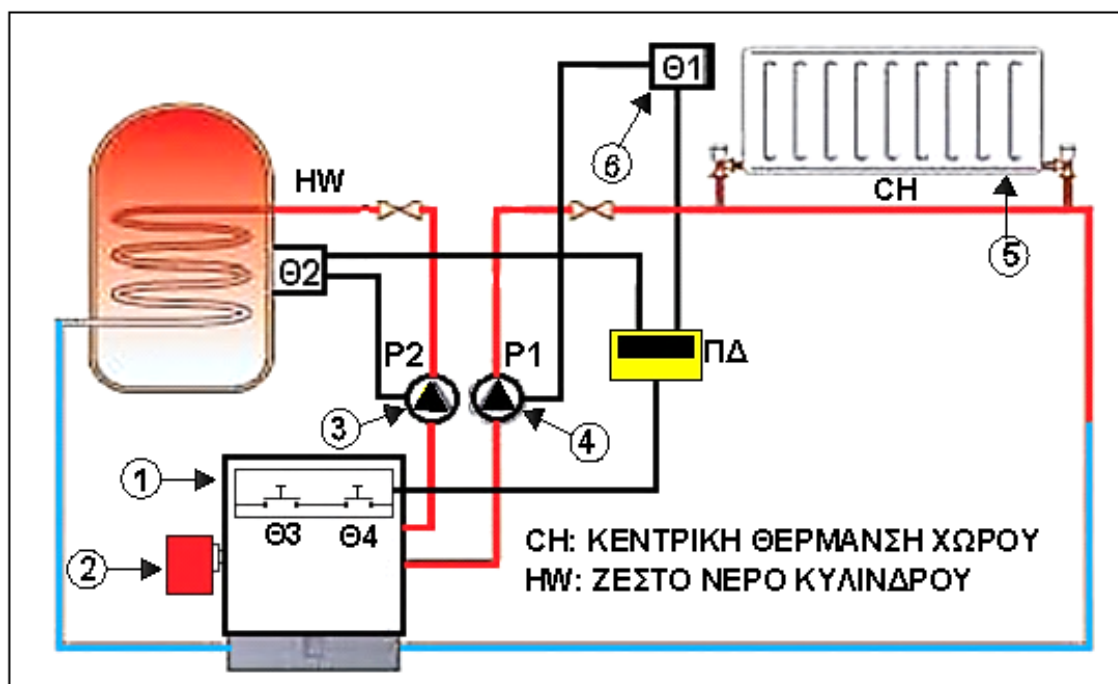 Θ1
6
HW
CH
5
Θ2
P2
P1
ΠΔ
3
4
1
Θ3 Θ4
2
CH: ΚΕΝΤΡΙΚΗ ΘΕΡΜΑΝΣΗ ΧΩΡΟΥ
HW: ΖΕΣΤΟ ΝΕΡΟ ΚΥΛΙΝΔΡΟΥ